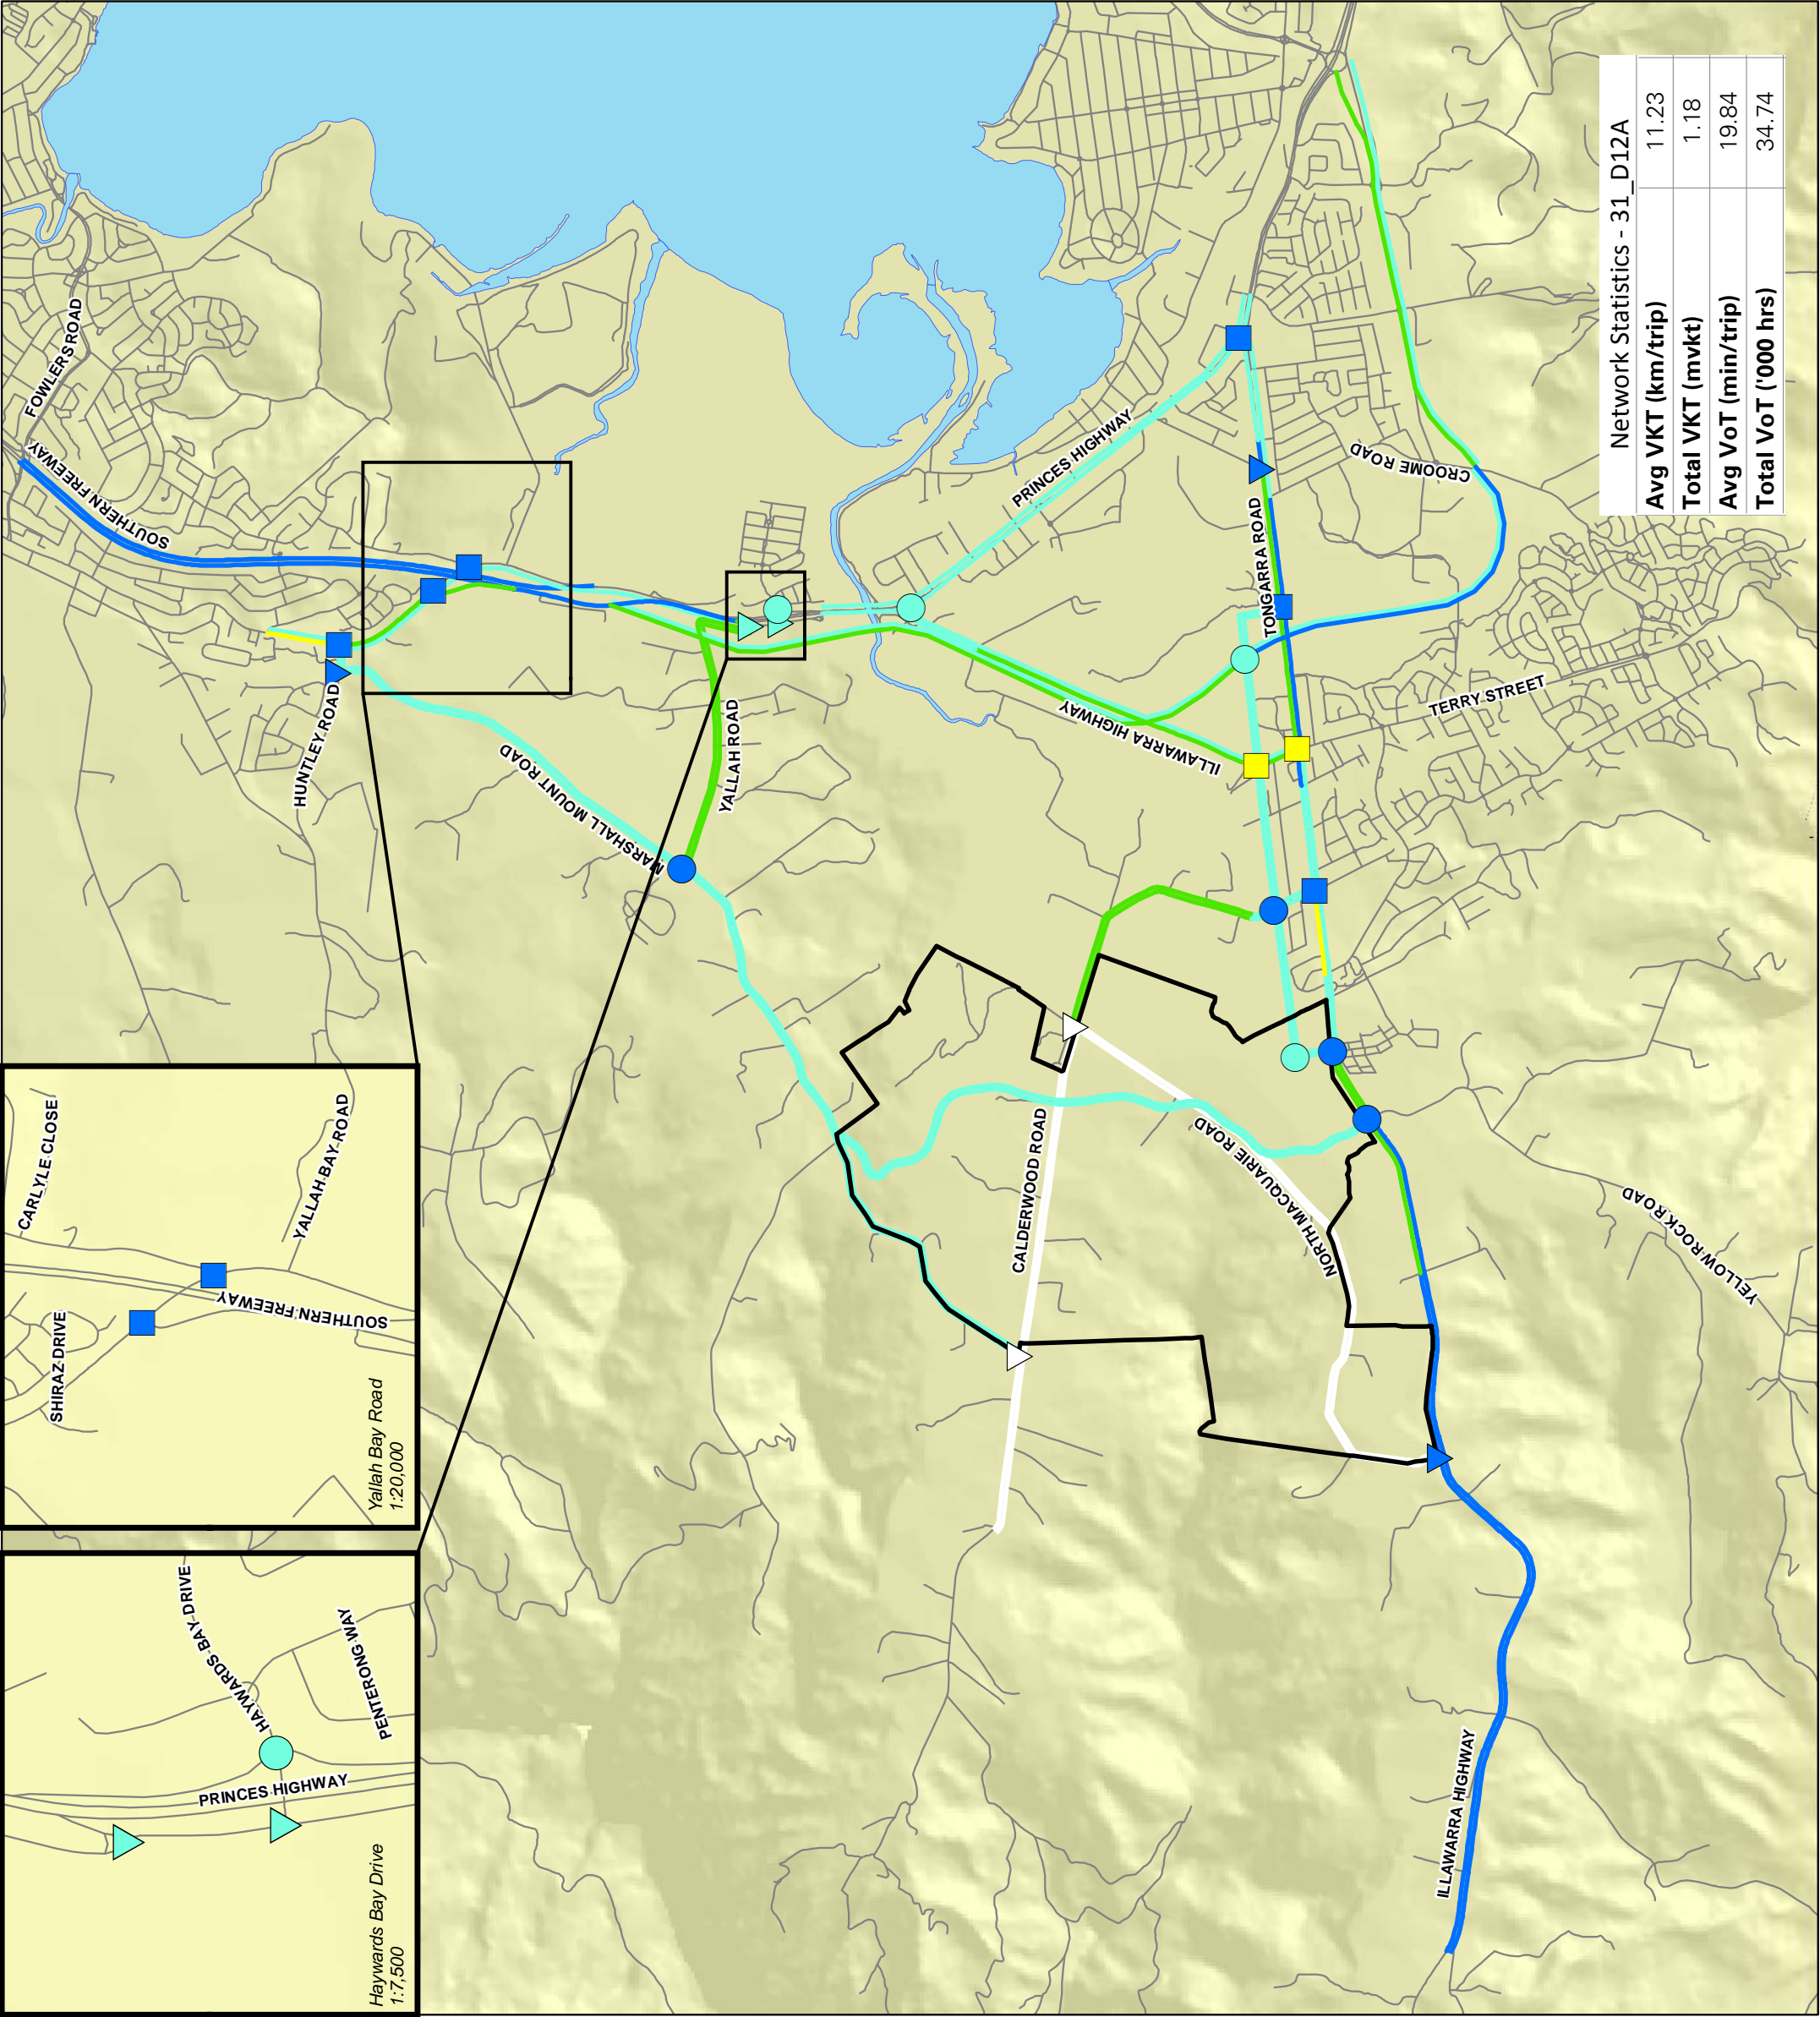 FOWLERS ROAD
SOUTHERN FREEWAY
HUNTLEY ROAD
MARSHALL MOUNT ROAD
YALLAH ROAD
PRINCES HIGHWAY
ILLAWARRA HIGHWAY
TONGARRA ROAD
CROOME ROAD
TERRY STREET
CALDERWOOD ROAD
NORTH MACQUARIE ROAD
YELLOW ROCK ROAD
ILLAWARRA HIGHWAY
CARLYLE CLOSE
YALLAH BAY ROAD
SOUTHERN FREEWAY
SHIRAZ DRIVE
Yallah Bay Road
1:20,000
HAYWARDS BAY DRIVE
PENTERONG WAY
PRINCES HIGHWAY
Haywards Bay Drive
1:7,500
Network Statistics - 31_D12A
Avg VKT (km/trip) 11.23
Total VKT (mvkt) 1.18
Avg VoT (min/trip) 19.84
Total VoT ('000 hrs) 34.74